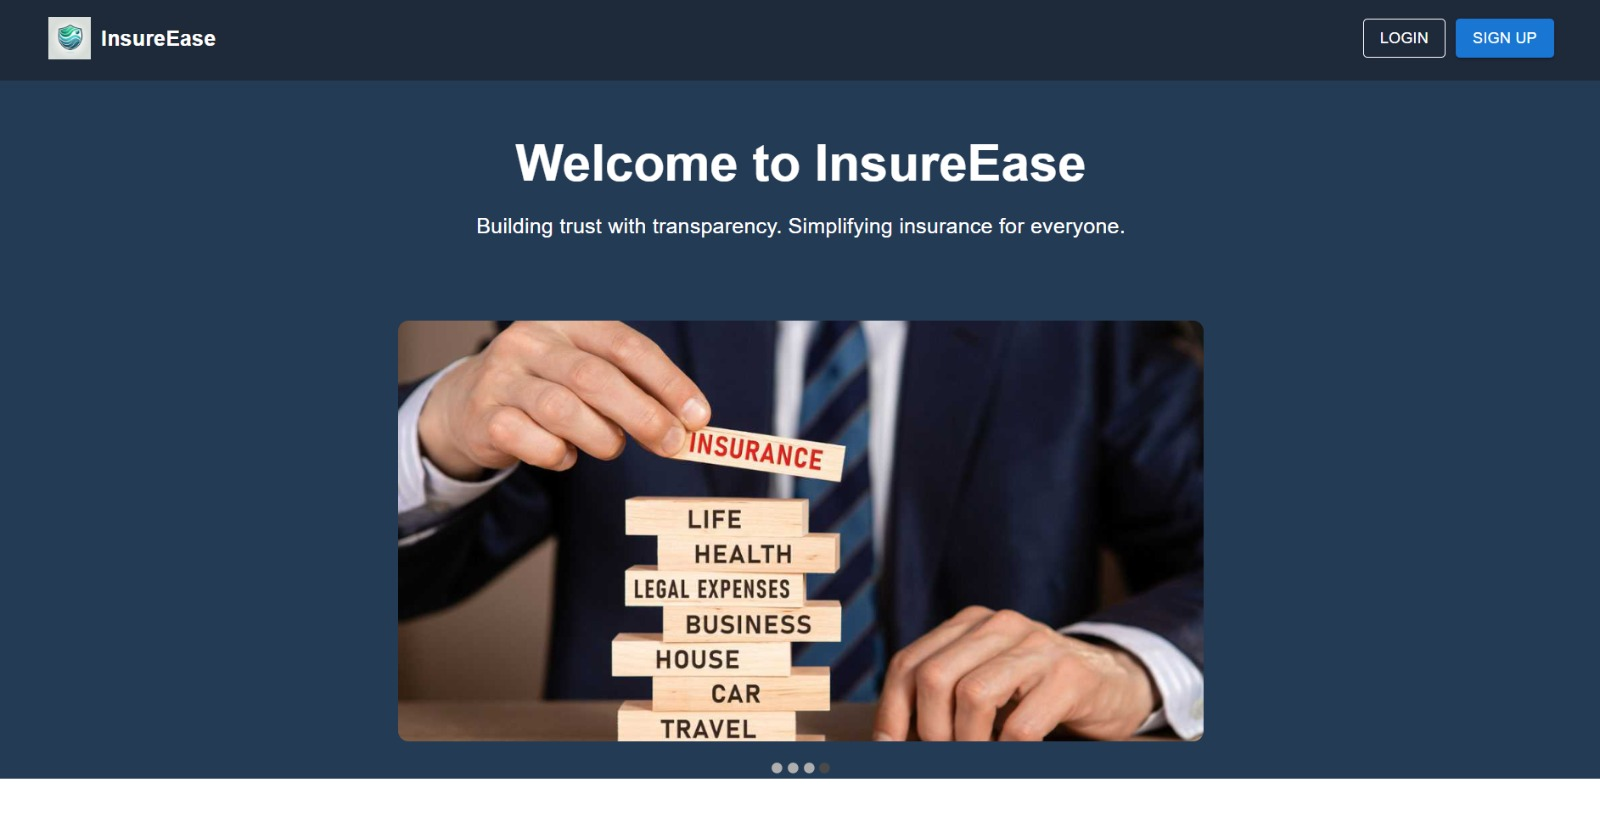 InsureEase
LOGIN
SIGN UP
Welcome to InsureEase
Building trust with transparency. Simplifying insurance for everyone.
INSURANCE
LIFE
HEALTH
LEGAL EXPENSES
BUSINESS
HOUSE
CAR
TRAVEL